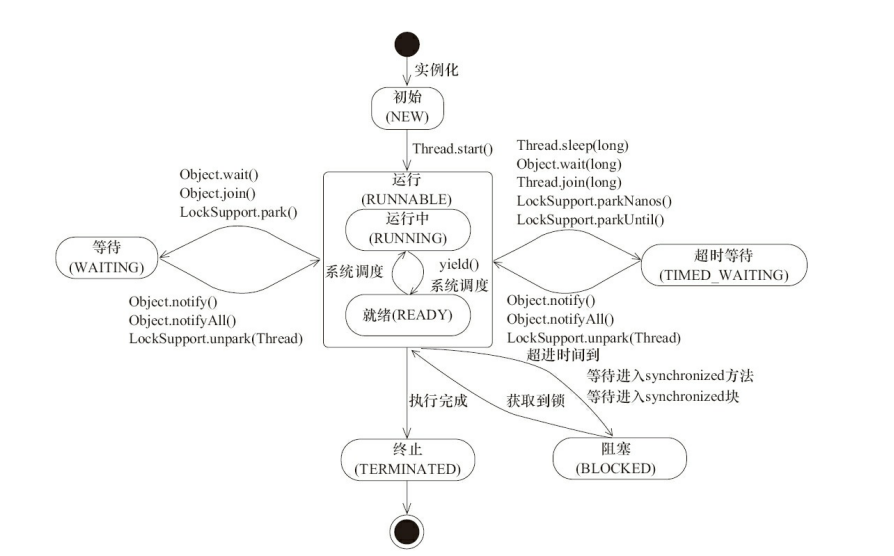 实例化
初始
(NEW)
Thread.start()
Object.wait()
Object.join()
LockSupport.park()
Thread.sleep(long)
Object.wait(long)
Thread.join(long)
LockSupport.parkNanos()
LockSupport.parkUntil()
运行
(RUNNABLE)
运行中
(RUNNING)
等待
(WAITING)
超时等待
(TIMED_WAITING)
系统调度
yield()
系统调度
就绪(READY)
Object.notify()
Object.notifyAll()
LockSupport.unpark(Thread)
Object.notify()
Object.notifyAll()
LockSupport.unpark(Thread)
超进时间到
等待进入synchronized方法
等待进入synchronized块
执行完成
获取到锁
终止
(TERMINATED)
阻塞
(BLOCKED)